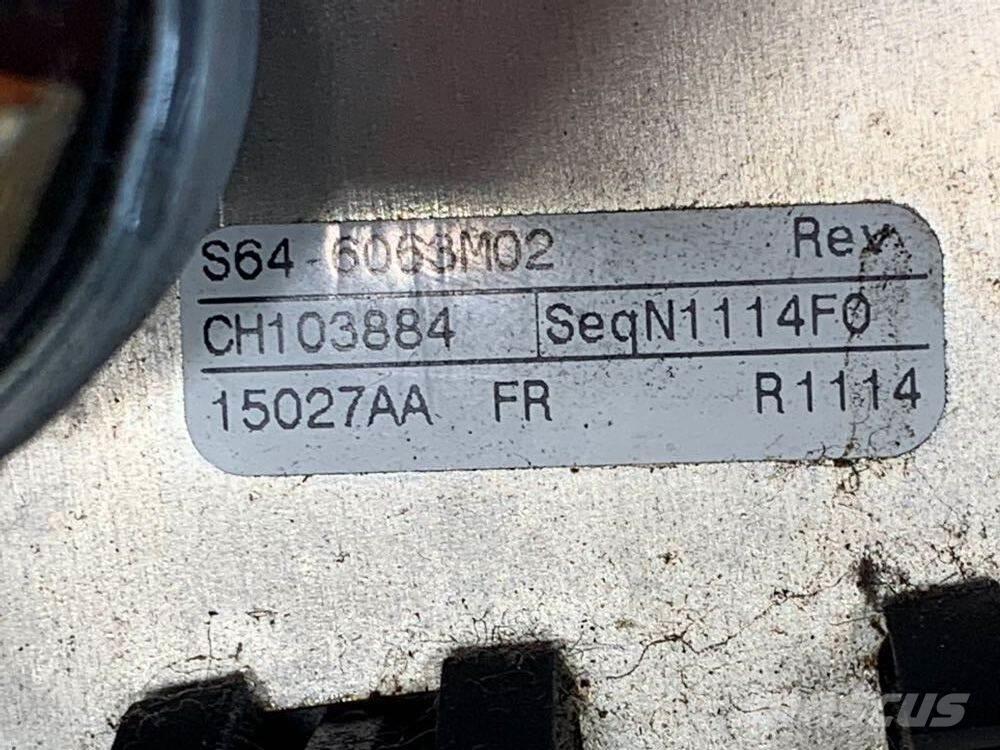 S64-6063M02 Rev
CH103884 SeqN1114F0
15027AA FR R1114